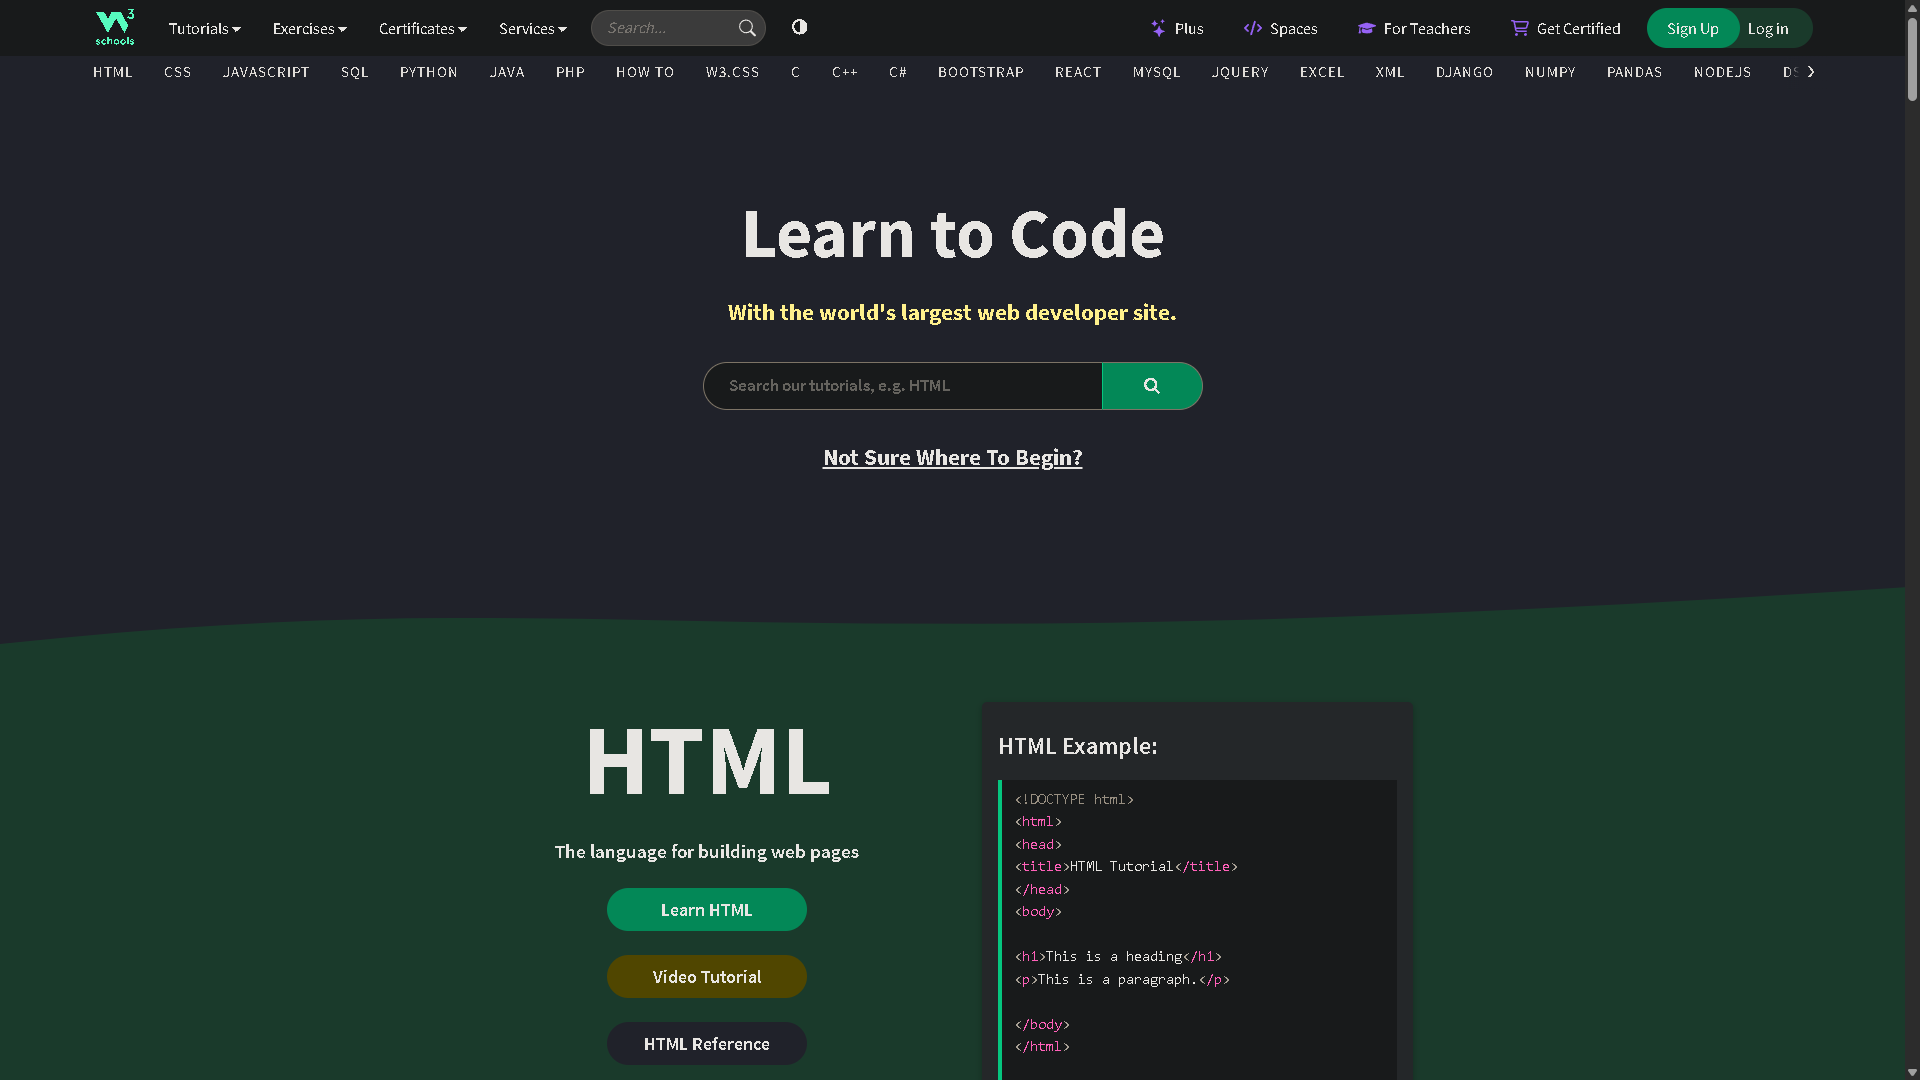 3
schools
Tutorials Exercises Certificates Services Search... Plus Spaces For Teachers Get Certified Sign Up Log in
HTML CSS JAVASCRIPT SQL PYTHON JAVA PHP HOW TO W3.CSS C C++ C# BOOTSTRAP REACT MYSQL JQUERY EXCEL XML DJANGO NUMPY PANDAS NODEJS DS
Learn to Code
With the world's largest web developer site.
Search our tutorials, e.g. HTML
Not Sure Where To Begin?
HTML
The language for building web pages
Learn HTML
Video Tutorial
HTML Reference
HTML Example:
<!DOCTYPE html>
<html>
<head>
<title>HTML Tutorial</title>
</head>
<body>
<h1>This is a heading</h1>
<p>This is a paragraph.</p>
</body>
</html>